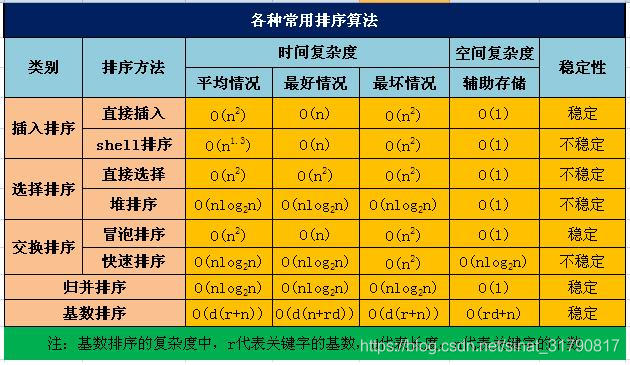 各种常用排序算法
类别 排序方法 时间复杂度 空间复杂度 稳定性
平均情况 最好情况 最坏情况 辅助存储
插入排序 直接插入 O(n²) O(n) O(n²) O(1) 稳定
shell排序 O(n¹·³) O(n) O(n²) O(1) 不稳定
选择排序 直接选择 O(n²) O(n²) O(n²) O(1) 不稳定
堆排序 O(nlog₂n) O(nlog₂n) O(nlog₂n) O(1) 不稳定
交换排序 冒泡排序 O(n²) O(n) O(n²) O(1) 稳定
快速排序 O(nlog₂n) O(nlog₂n) O(n²) O(nlog₂n) 不稳定
归并排序 O(nlog₂n) O(nlog₂n) O(nlog₂n) O(1) 稳定
基数排序 O(d(r+n)) O(d(n+rd)) O(d(r+n)) O(rd+n) 稳定
注：基数排序的复杂度中，r代表关键字的基数，
https://blog.csdn.net/sinat_31790817